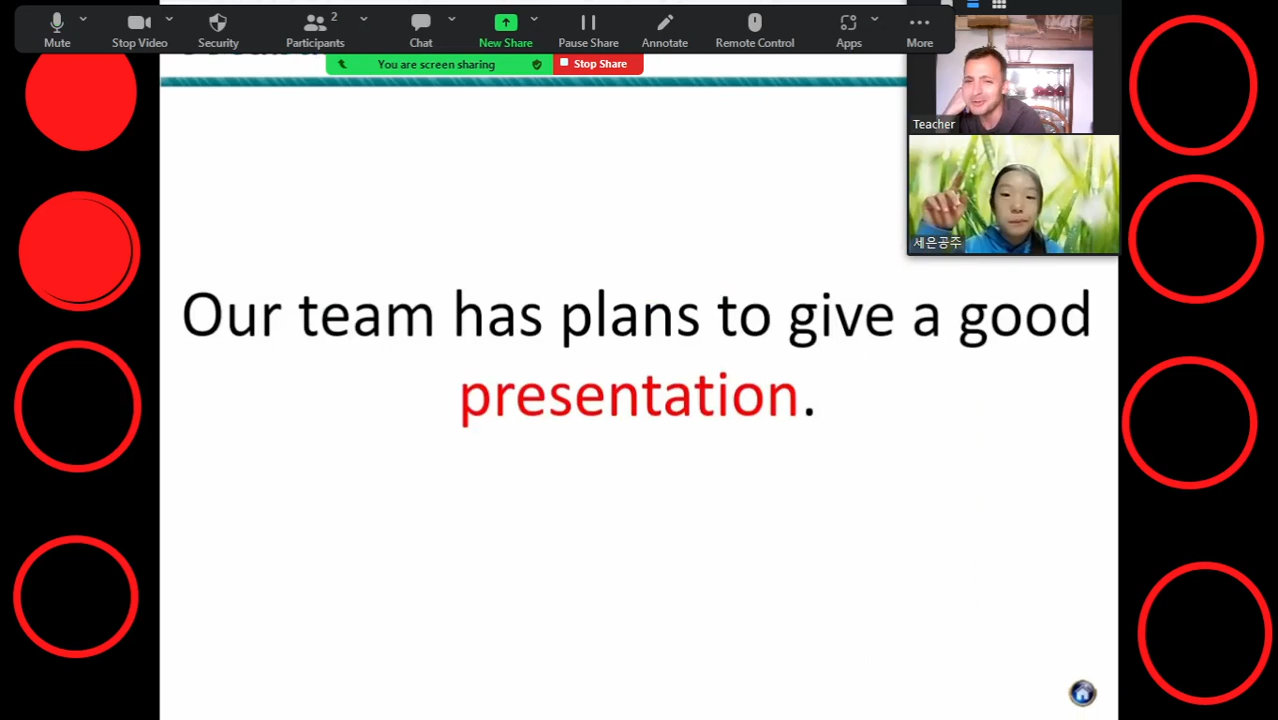 Mute
Stop Video
Security
Participants
2
Chat
New Share
Pause Share
Annotate
Remote Control
Apps
More
You are screen sharing
Stop Share
Teacher
세은공주
Our team has plans to give a good
presentation.